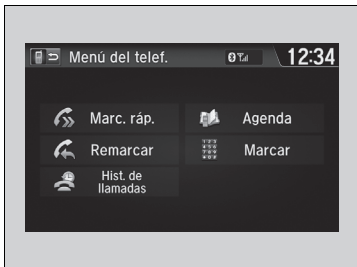 Menú del telef.
12:34
Marc. ráp.
Agenda
Remarcar
Marcar
Hist. de
llamadas